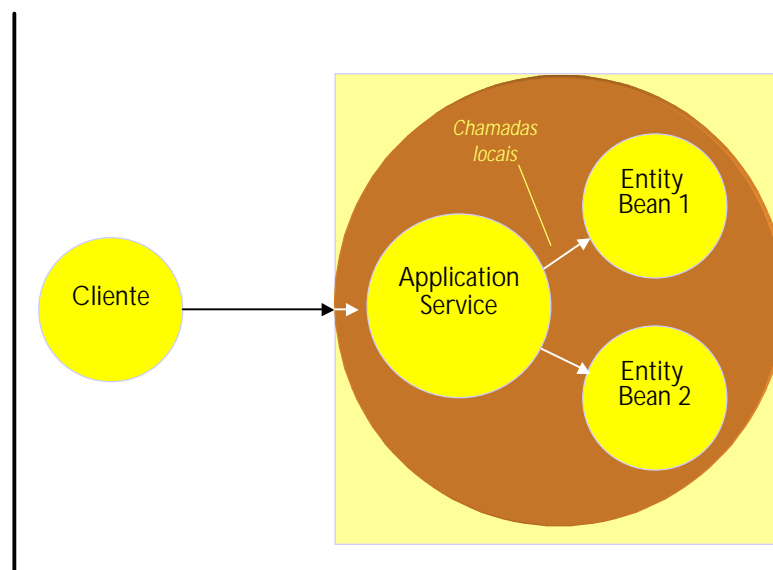 Chamadas
locais
Entity
Bean 1
Cliente
Application
Service
Entity
Bean 2